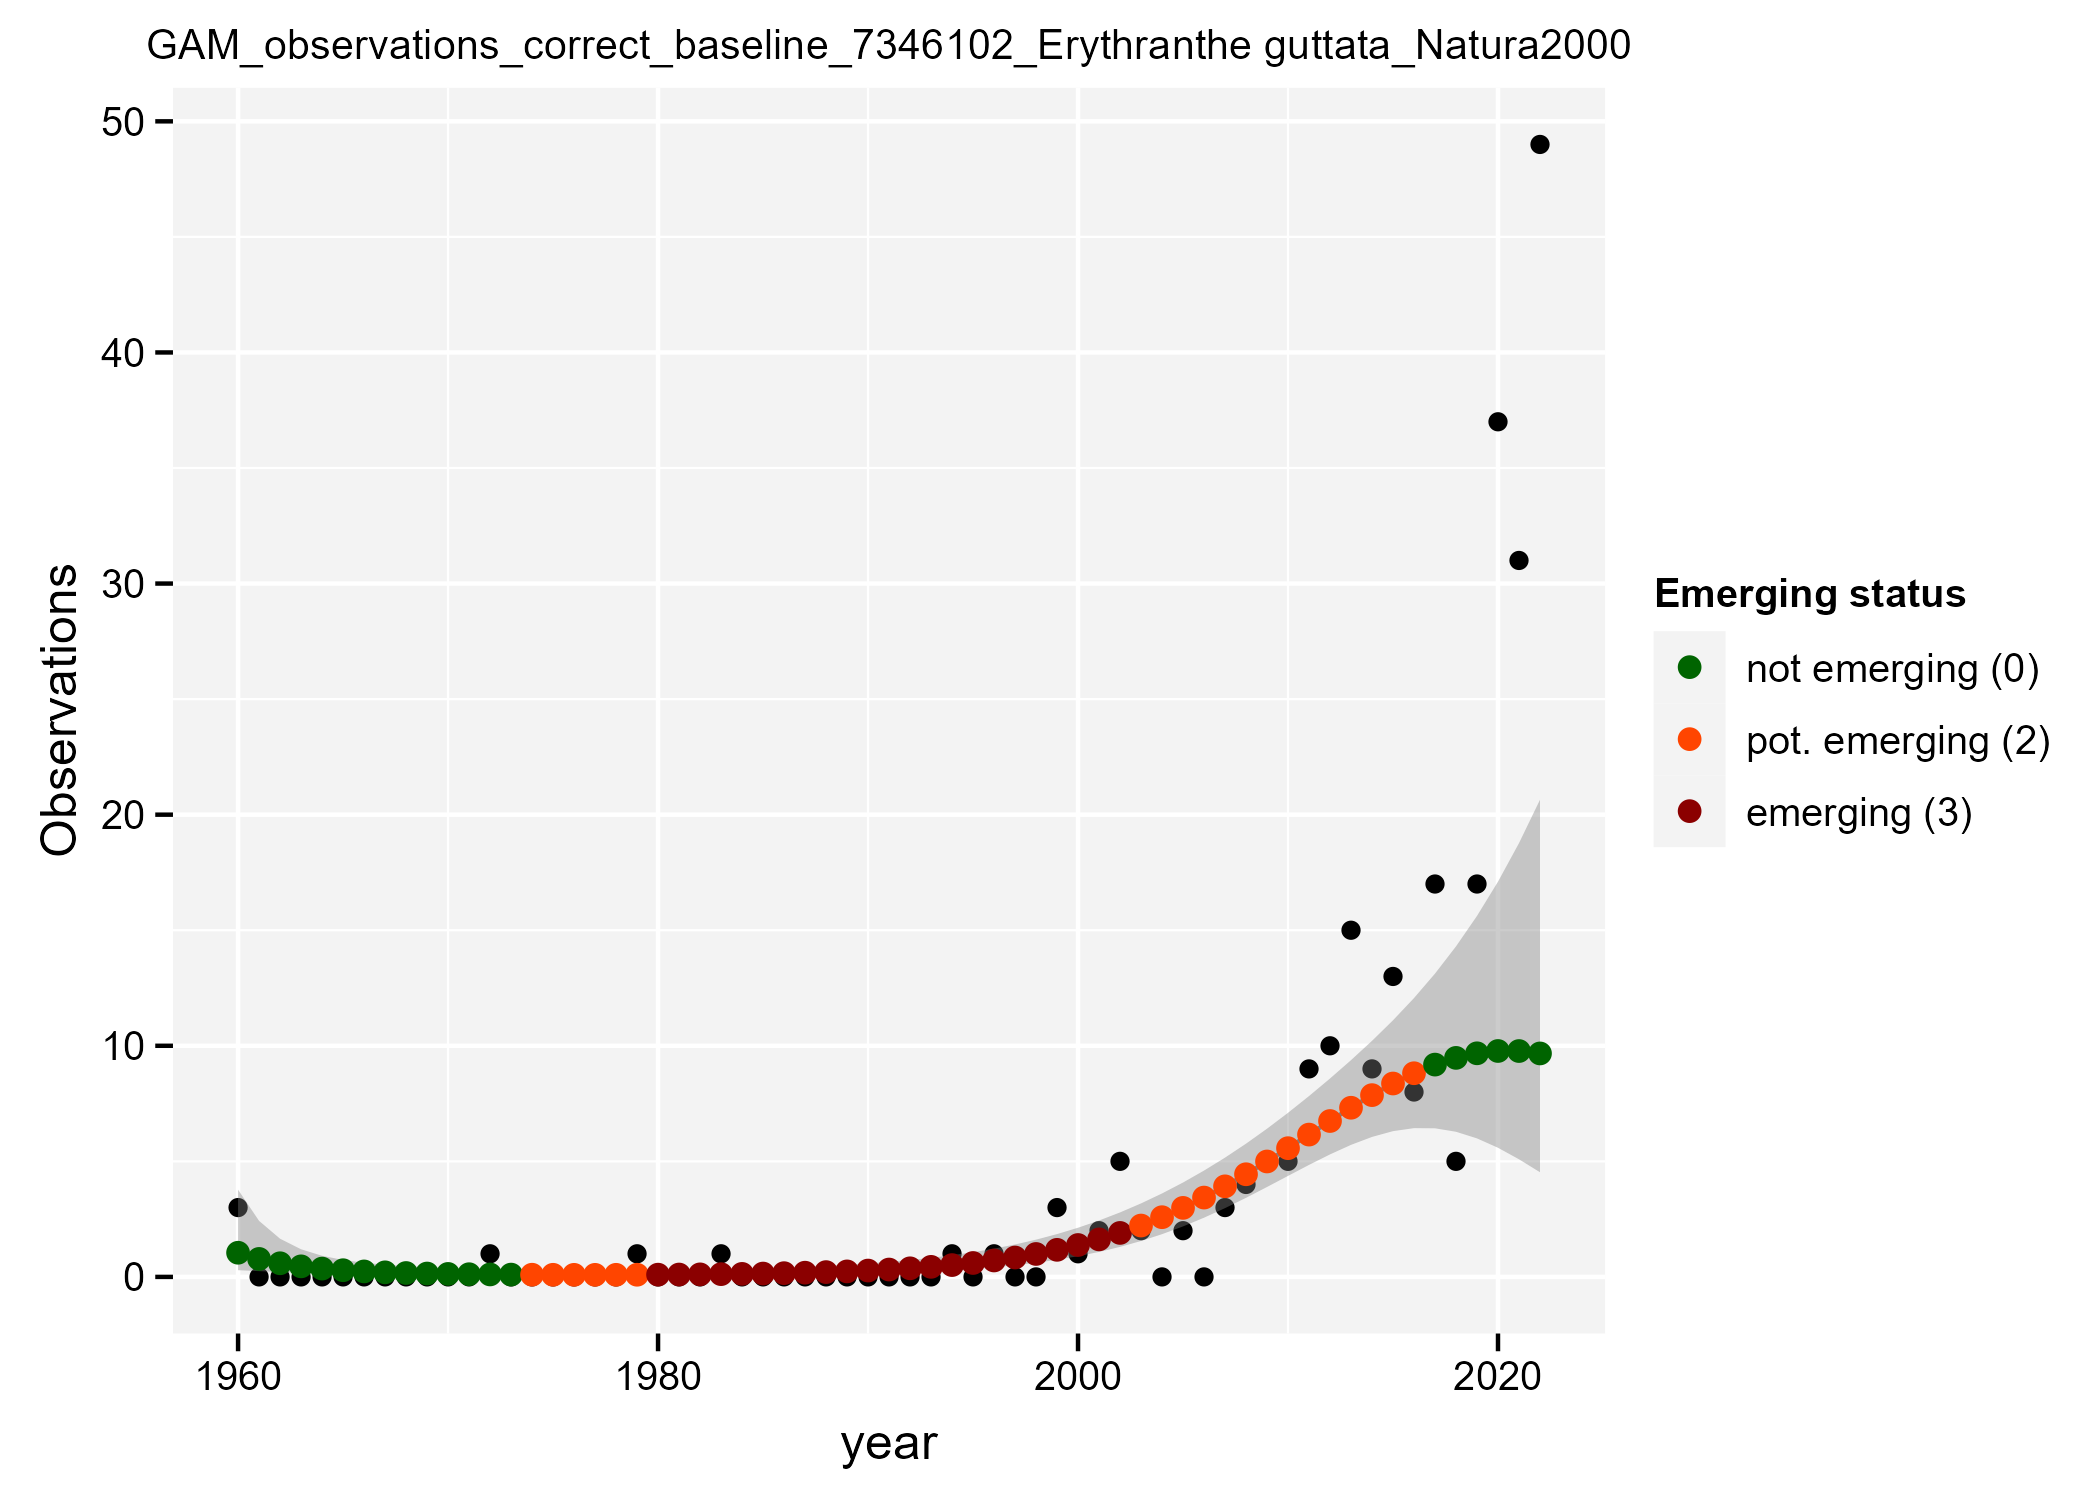 GAM_observations_correct_baseline_7346102_Erythranthe guttata_Natura2000
50
40
30
20
10
0
Observations
1960
1980
2000
2020
year
Emerging status
not emerging (0)
pot. emerging (2)
emerging (3)